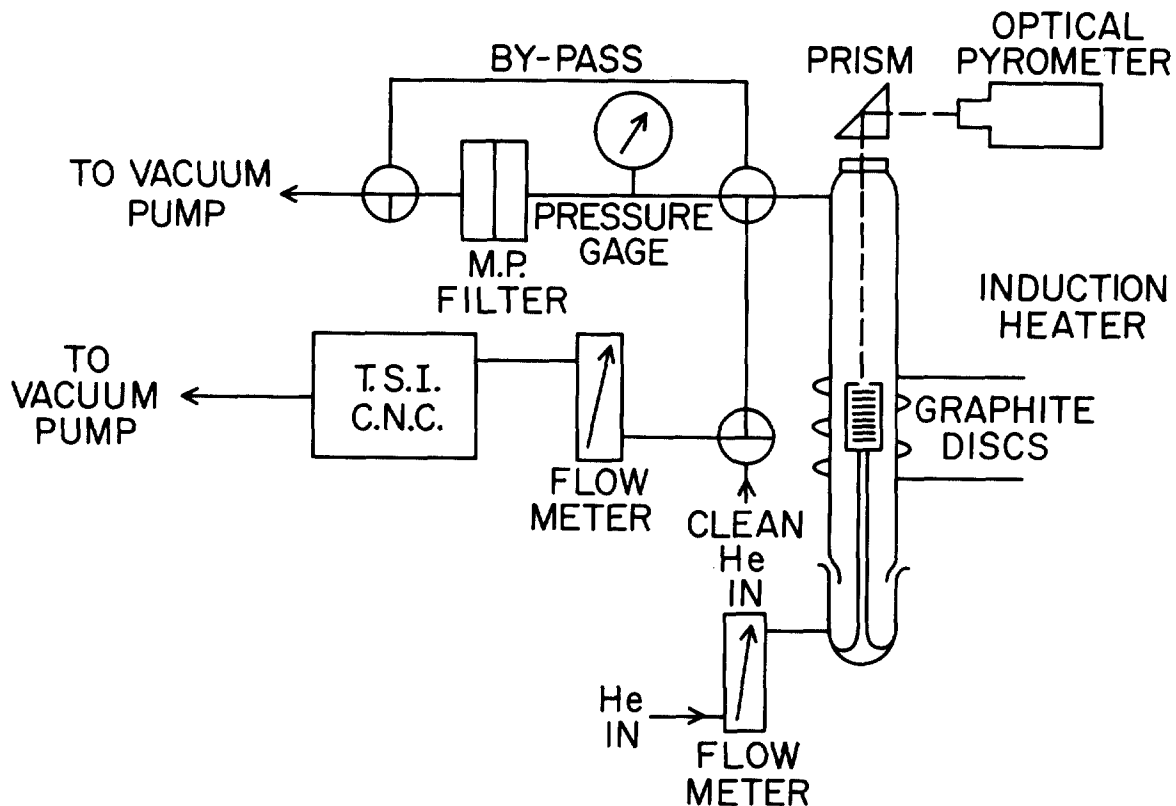 BY-PASS
PRISM
OPTICAL
PYROMETER
TO VACUUM
PUMP
PRESSURE
GAGE
M.P.
FILTER
INDUCTION
HEATER
TO
VACUUM
PUMP
T.S.I.
C.N.C.
FLOW
METER
GRAPHITE
DISCS
CLEAN
He
IN
He
IN
FLOW
METER